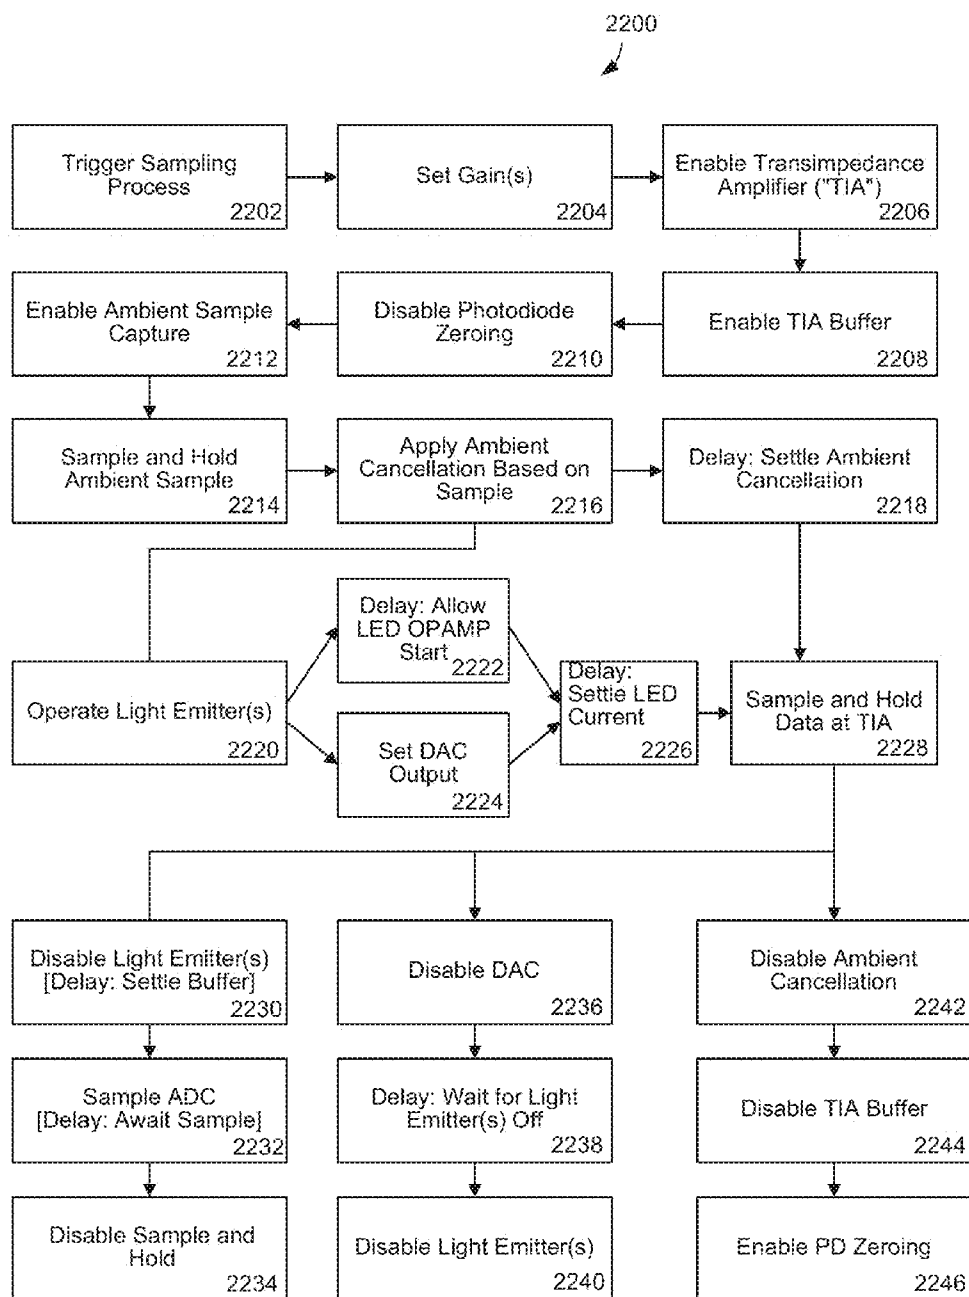 2200
Trigger Sampling
Process
2202
Set Gain(s)
2204
Enable Transimpedance
Amplifier ("TIA")
2206
Enable Ambient Sample
Capture
2212
Disable Photodiode
Zeroing
2210
Enable TIA Buffer
2208
Sample and Hold
Ambient Sample
2214
Apply Ambient
Cancellation Based on
Sample
2216
Delay: Settle Ambient
Cancellation
2218
Operate Light Emitter(s)
2220
Delay: Allow
LED OPAMP
Start
2222
Set DAC
Output
2224
Delay:
Settle LED
Current
2226
Sample and Hold
Data at TIA
2228
Disable Light Emitter(s)
[Delay: Settle Buffer]
2230
Disable DAC
2236
Disable Ambient
Cancellation
2242
Sample ADC
[Delay: Await Sample]
2232
Delay: Wait for Light
Emitter(s) Off
2238
Disable TIA Buffer
2244
Disable Sample and
Hold
2234
Disable Light Emitter(s)
2240
Enable PD Zeroing
2246